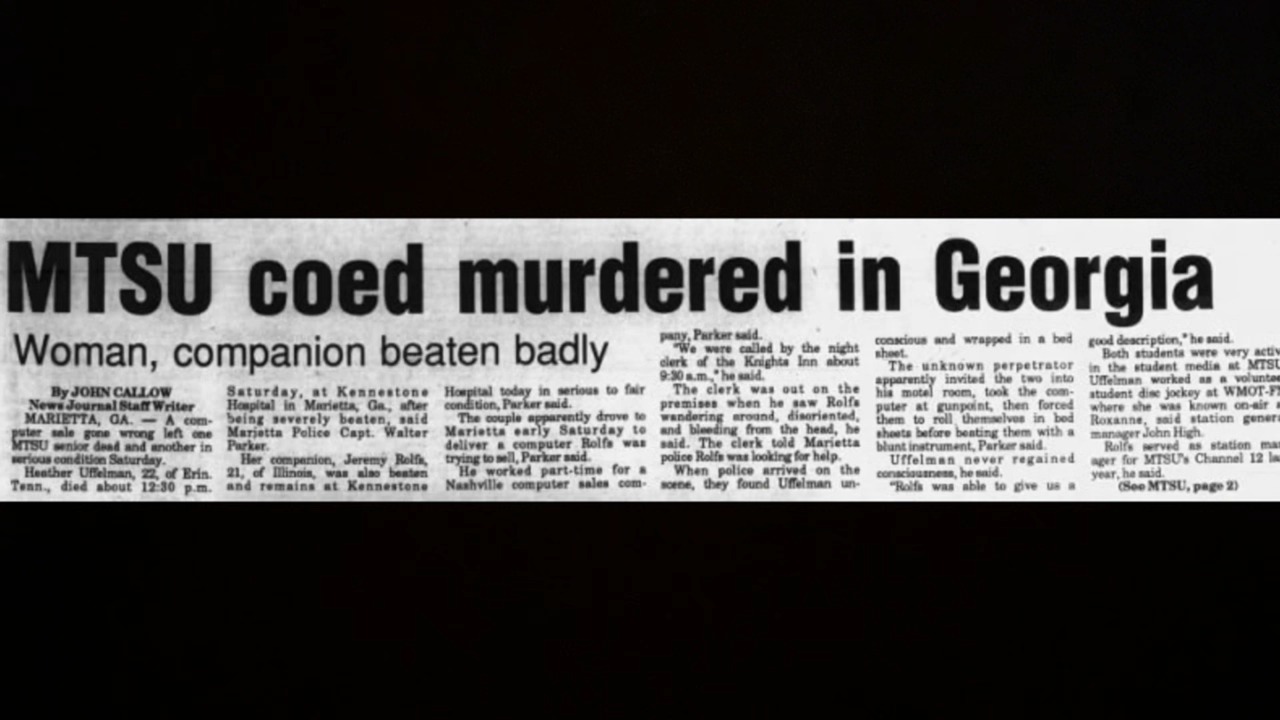 MTSU coed murdered in Georgia
Woman, companion beaten badly
By JOHN CALLOW
News Journal Staff Writer
MARIETTA, GA. — A com-
puter sale gone wrong left one
MTSU senior dead and another in
serious condition Saturday.
Heather Uffelman, 22, of Erin.
Tenn., died about 12:30 p.m.
Saturday, at Kennestone
Hospital in Marietta, Ga., after
being severely beaten, said
Marietta Police Capt. Walter
Parker.
Her companion, Jeremy Rolfs,
21, of Illinois, was also beaten
and remains at Kennestone
Hospital today in serious to fair
condition, Parker said.
The couple apparently drove to
Marietta early Saturday to
deliver a computer Rolfs was
trying to sell, Parker said.
He worked part-time for a
Nashville computer sales com-
pany, Parker said.
"We were called by the night
clerk of the Knights Inn about
9:30 a.m.," he said.
The clerk was out on the
premises when he saw Rolfs
wandering around, disoriented,
and bleeding from the head, he
said. The clerk told Marietta
police Rolfs was looking for help.
When police arrived on the
scene, they found Uffelman un-
conscious and wrapped in a bed
sheet.
The unknown perpetrator
apparently invited the two into
his motel room, took the com-
puter at gunpoint, then forced
them to roll themselves in bed
sheets before beating them with a
blunt instrument, Parker said.
Uffelman never regained
consciousness, he said.
"Rolfs was able to give us a
good description," he said.
Both students were very activ
in the student media at MTSU
Uffelman worked as a voluntee
student disc jockey at WMOT-F
where she was known on-air
Roxanne, said station gener
manager John High.
Rolfs served as station ma
ager for MTSU's Channel 12 la
year, he said.
(See MTSU, page 2)